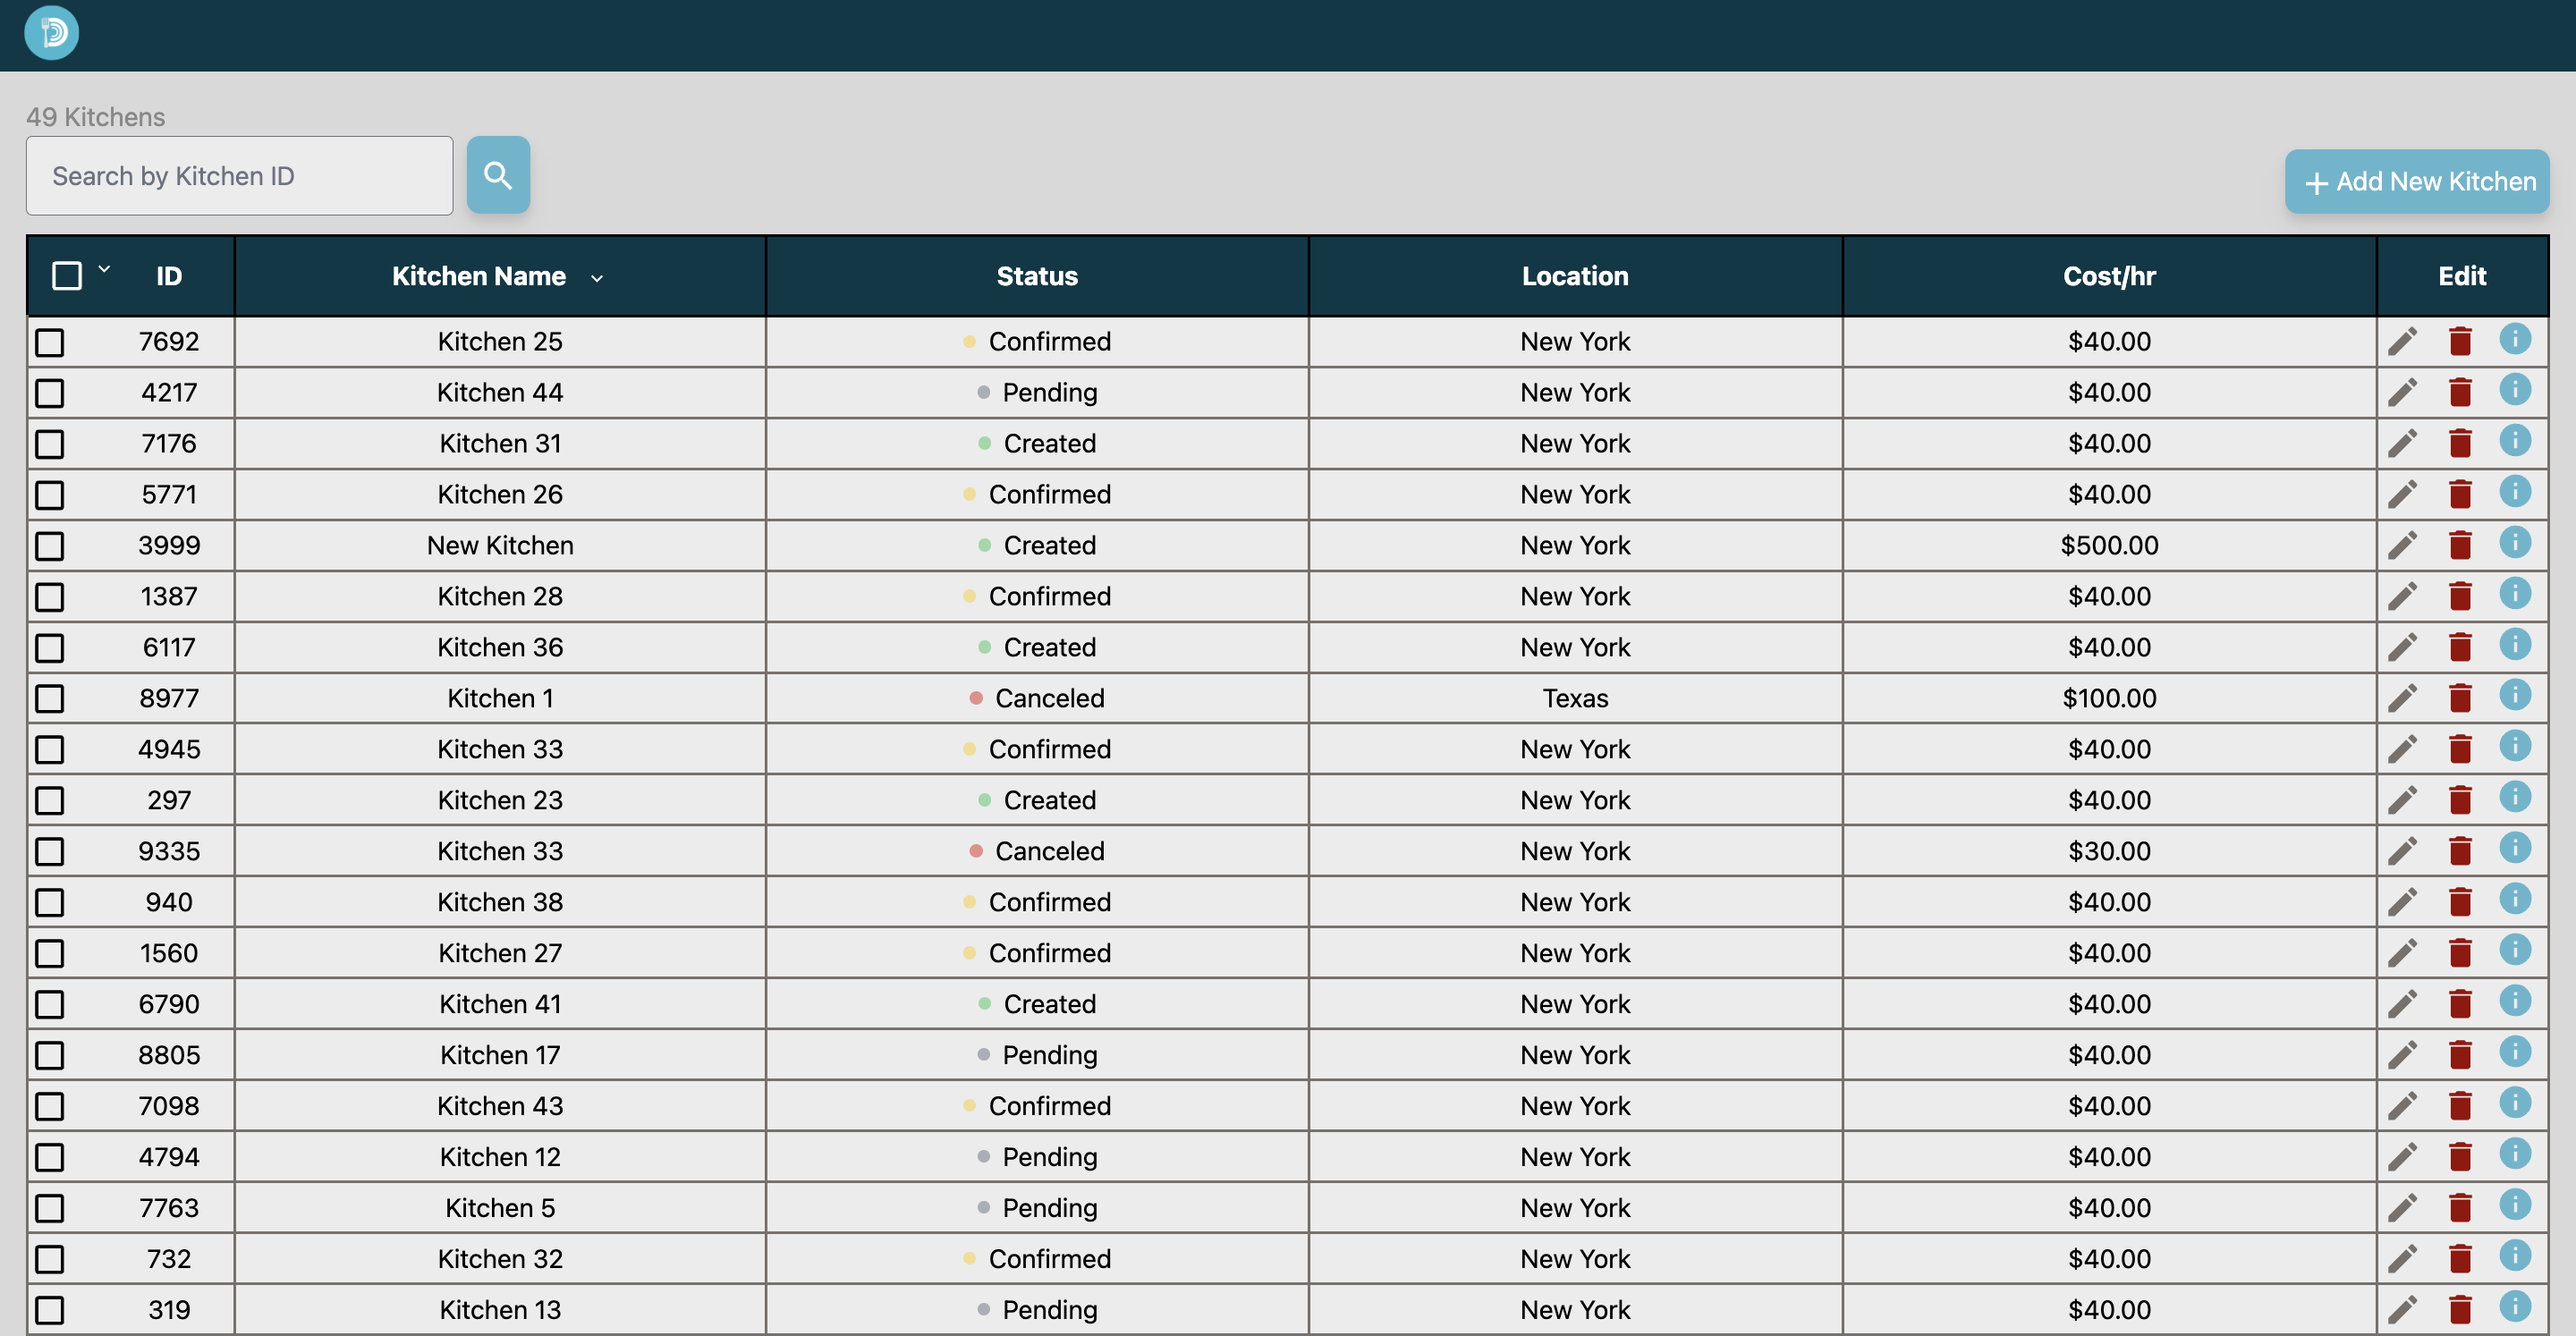 49 Kitchens
Search by Kitchen ID
+ Add New Kitchen
ID Kitchen Name Status Location Cost/hr Edit
7692 Kitchen 25 Confirmed New York $40.00
4217 Kitchen 44 Pending New York $40.00
7176 Kitchen 31 Created New York $40.00
5771 Kitchen 26 Confirmed New York $40.00
3999 New Kitchen Created New York $500.00
1387 Kitchen 28 Confirmed New York $40.00
6117 Kitchen 36 Created New York $40.00
8977 Kitchen 1 Canceled Texas $100.00
4945 Kitchen 33 Confirmed New York $40.00
297 Kitchen 23 Created New York $40.00
9335 Kitchen 33 Canceled New York $30.00
940 Kitchen 38 Confirmed New York $40.00
1560 Kitchen 27 Confirmed New York $40.00
6790 Kitchen 41 Created New York $40.00
8805 Kitchen 17 Pending New York $40.00
7098 Kitchen 43 Confirmed New York $40.00
4794 Kitchen 12 Pending New York $40.00
7763 Kitchen 5 Pending New York $40.00
732 Kitchen 32 Confirmed New York $40.00
319 Kitchen 13 Pending New York $40.00